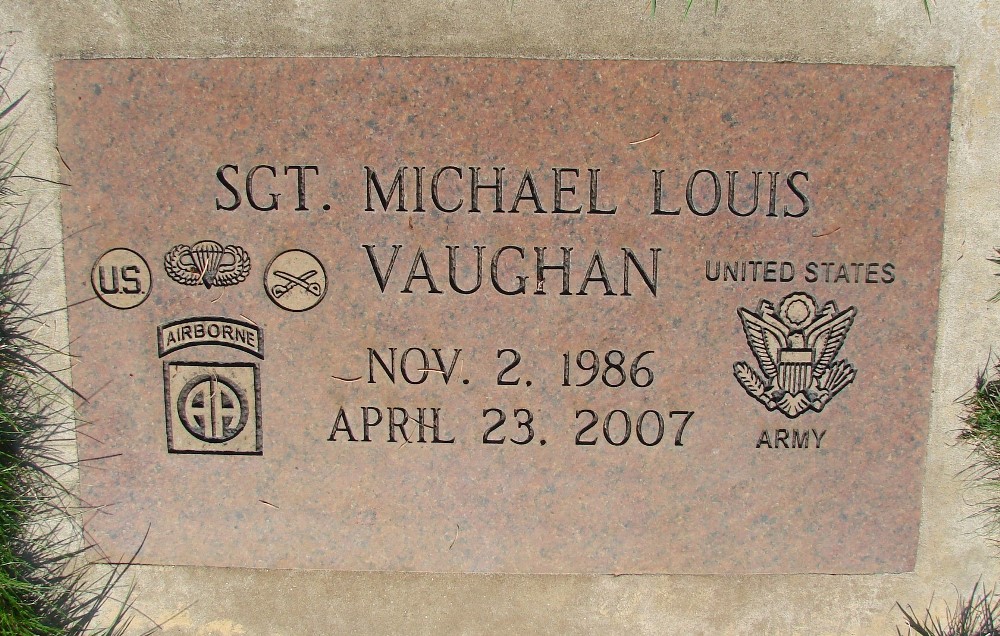 SGT. MICHAEL LOUIS
VAUGHAN
NOV. 2, 1986
APRIL 23, 2007
U.S.
AIRBORNE
AA
UNITED STATES
ARMY